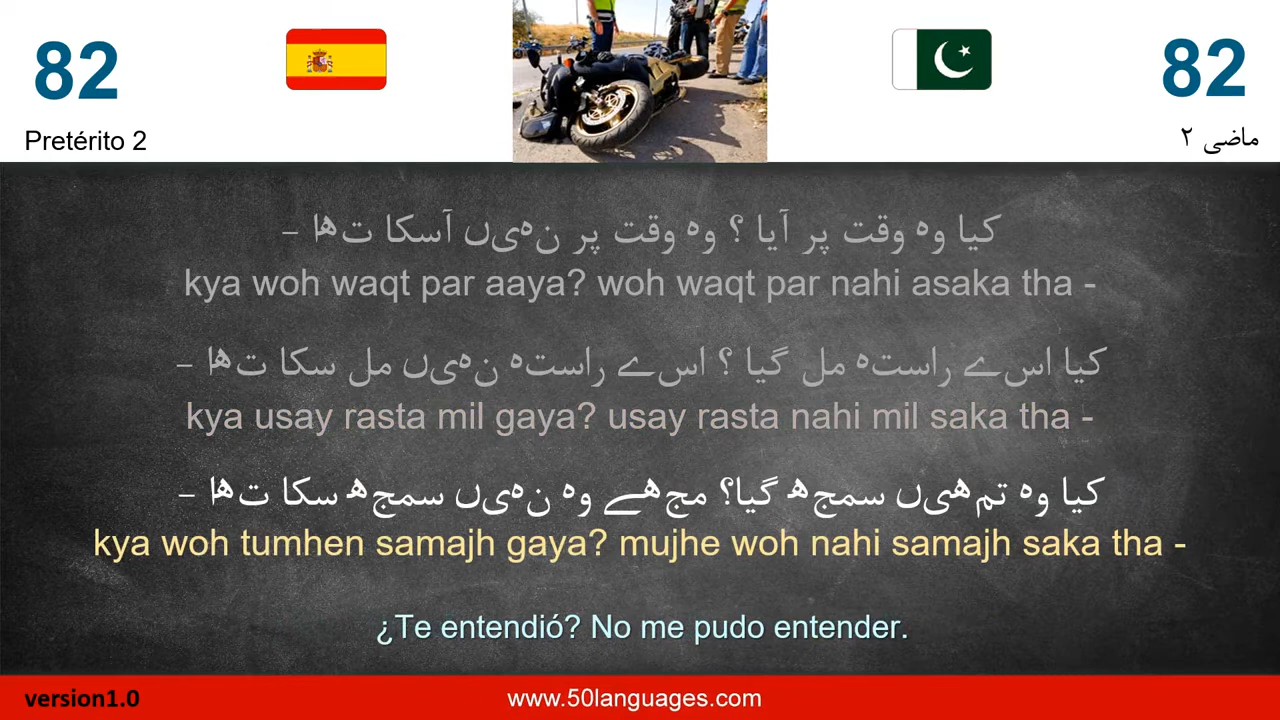 82
82
Pretérito 2
ماضی ۲
کیا وہ وقت پر آیا ؟ وہ وقت پر نہیں آسکا تھا –
kya woh waqt par aaya? woh waqt par nahi asaka tha -
کیا اسے راستہ مل گیا ؟ اسے راستہ نہیں مل سکا تھا –
kya usay rasta mil gaya? usay rasta nahi mil saka tha -
کیا وہ تمہیں سمجھ گیا؟ مجھے وہ نہیں سمجھ سکا تھا –
kya woh tumhen samajh gaya? mujhe woh nahi samajh saka tha -
¿Te entendió? No me pudo entender.
version1.0
www.50languages.com